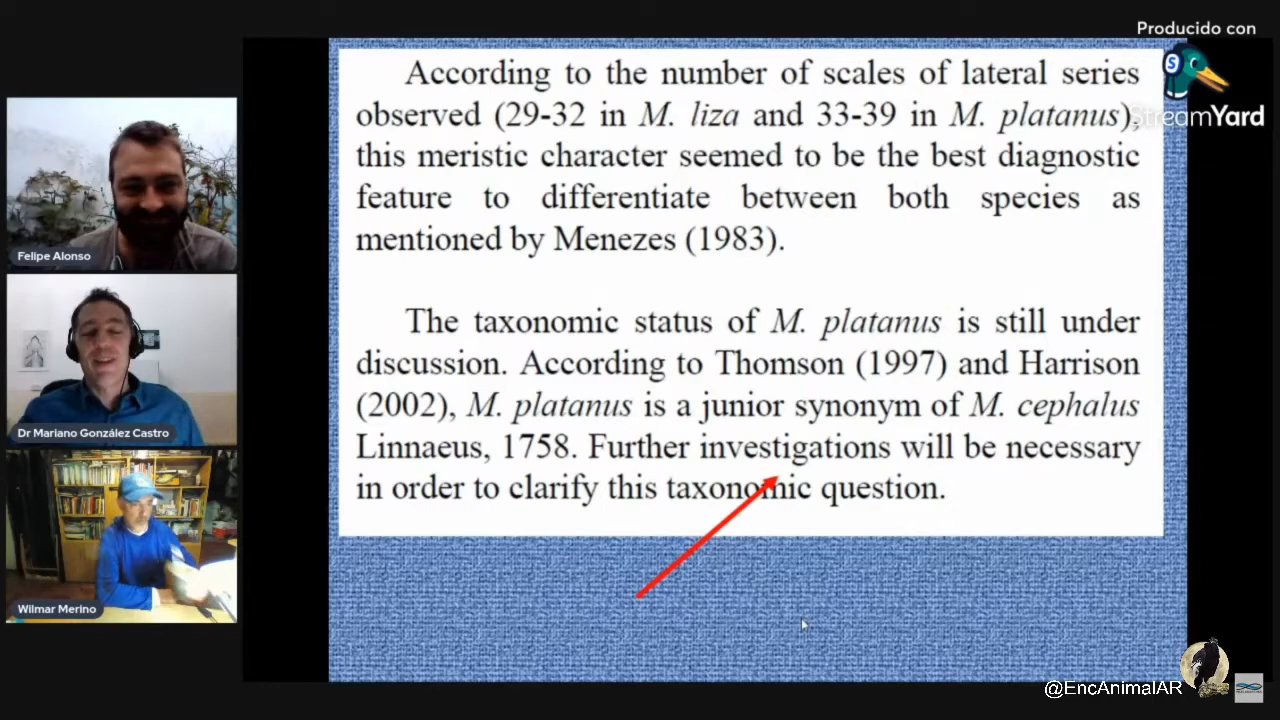 Producido con
StreamYard
According to the number of scales of lateral series
observed (29-32 in M. liza and 33-39 in M. platanus),
this meristic character seemed to be the best diagnostic
feature to differentiate between both species as
mentioned by Menezes (1983).
The taxonomic status of M. platanus is still under
discussion. According to Thomson (1997) and Harrison
(2002), M. platanus is a junior synonym of M. cephalus
Linnaeus, 1758. Further investigations will be necessary
in order to clarify this taxonomic question.
Felipe Alonso
Dr Mariano González Castro
Wilmar Merino
@EncAnimalAR